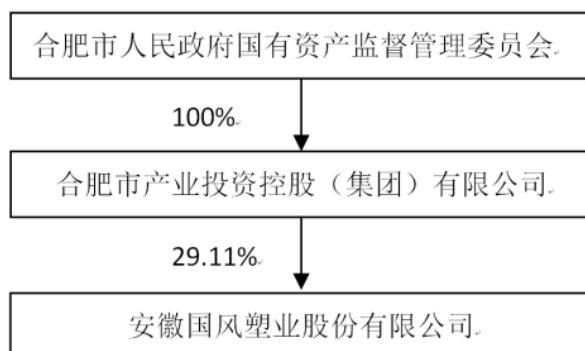 合肥市人民政府国有资产监督管理委员会
100%
合肥市产业投资控股（集团）有限公司
29.11%
安徽国风塑业股份有限公司